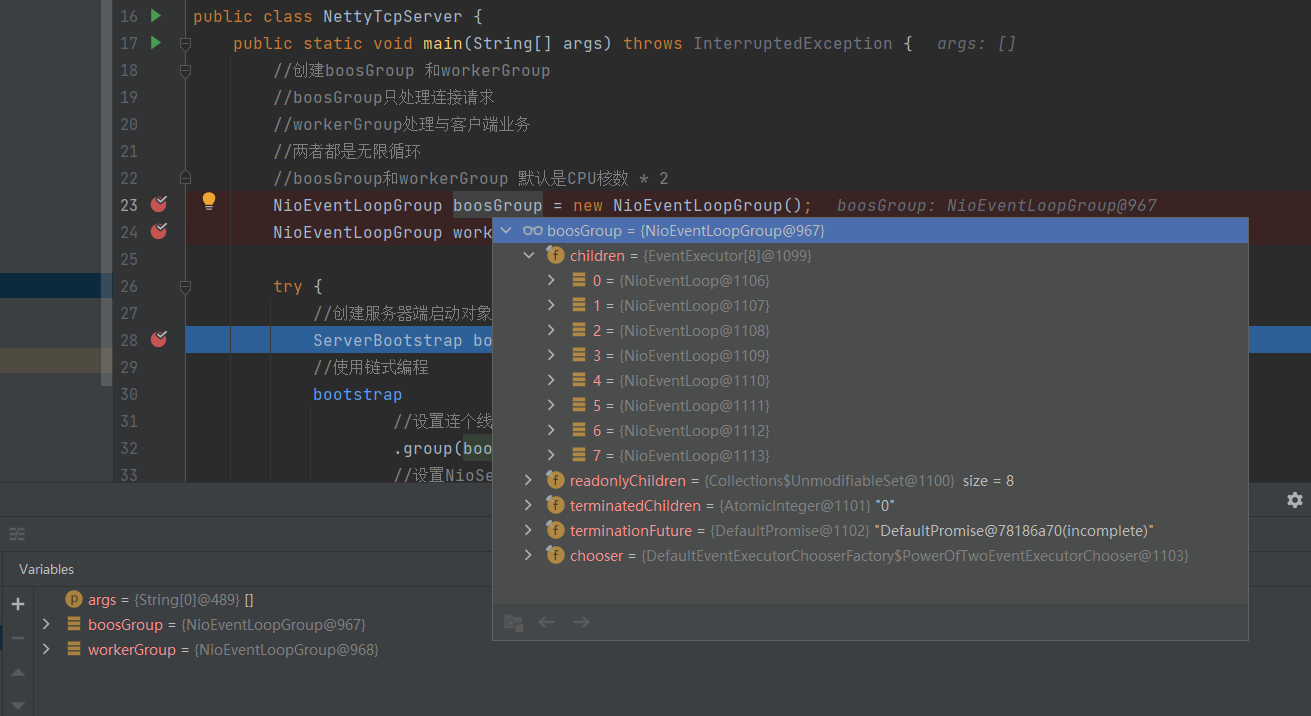 16 public class NettyTcpServer {
17 public static void main(String[] args) throws InterruptedException { args: []
18 //创建boosGroup 和workerGroup
19 //boosGroup只处理连接请求
20 //workerGroup处理与客户端业务
21 //两者都是无限循环
22 //boosGroup和workerGroup 默认是CPU核数 * 2
23 NioEventLoopGroup boosGroup = new NioEventLoopGroup(); boosGroup: NioEventLoopGroup@967
24 NioEventLoopGroup work
boosGroup = {NioEventLoopGroup@967}
25
children = {EventExecutor[8]@1099}
26 try {
0 = {NioEventLoop@1106}
27 //创建服务器端启动对象
1 = {NioEventLoop@1107}
28 ServerBootstrap bo
2 = {NioEventLoop@1108}
29 //使用链式编程
3 = {NioEventLoop@1109}
30 bootstrap
4 = {NioEventLoop@1110}
31 //设置连个线
5 = {NioEventLoop@1111}
32 .group(boo
6 = {NioEventLoop@1112}
33 //设置NioSe
7 = {NioEventLoop@1113}
readonlyChildren = {Collections$UnmodifiableSet@1100} size = 8
terminatedChildren = {AtomicInteger@1101} "0"
terminationFuture = {DefaultPromise@1102} "DefaultPromise@78186a70(incomplete)"
chooser = {DefaultEventExecutorChooserFactory$PowerOfTwoEventExecutorChooser@1103}
Variables
args = {String[0]@489} []
boosGroup = {NioEventLoopGroup@967}
workerGroup = {NioEventLoopGroup@968}